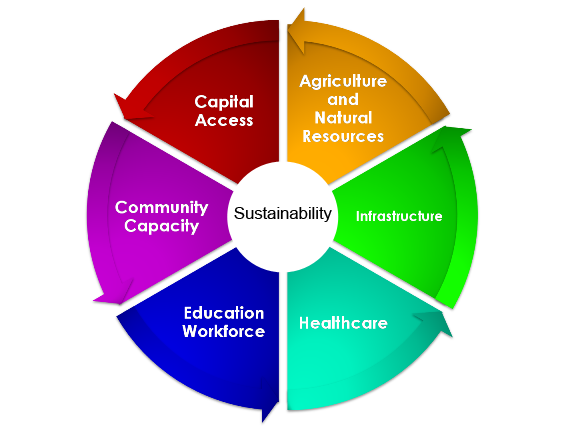 Capital
Access
Agriculture
and
Natural
Resources
Community
Capacity
Sustainability
Infrastructure
Education
Workforce
Healthcare